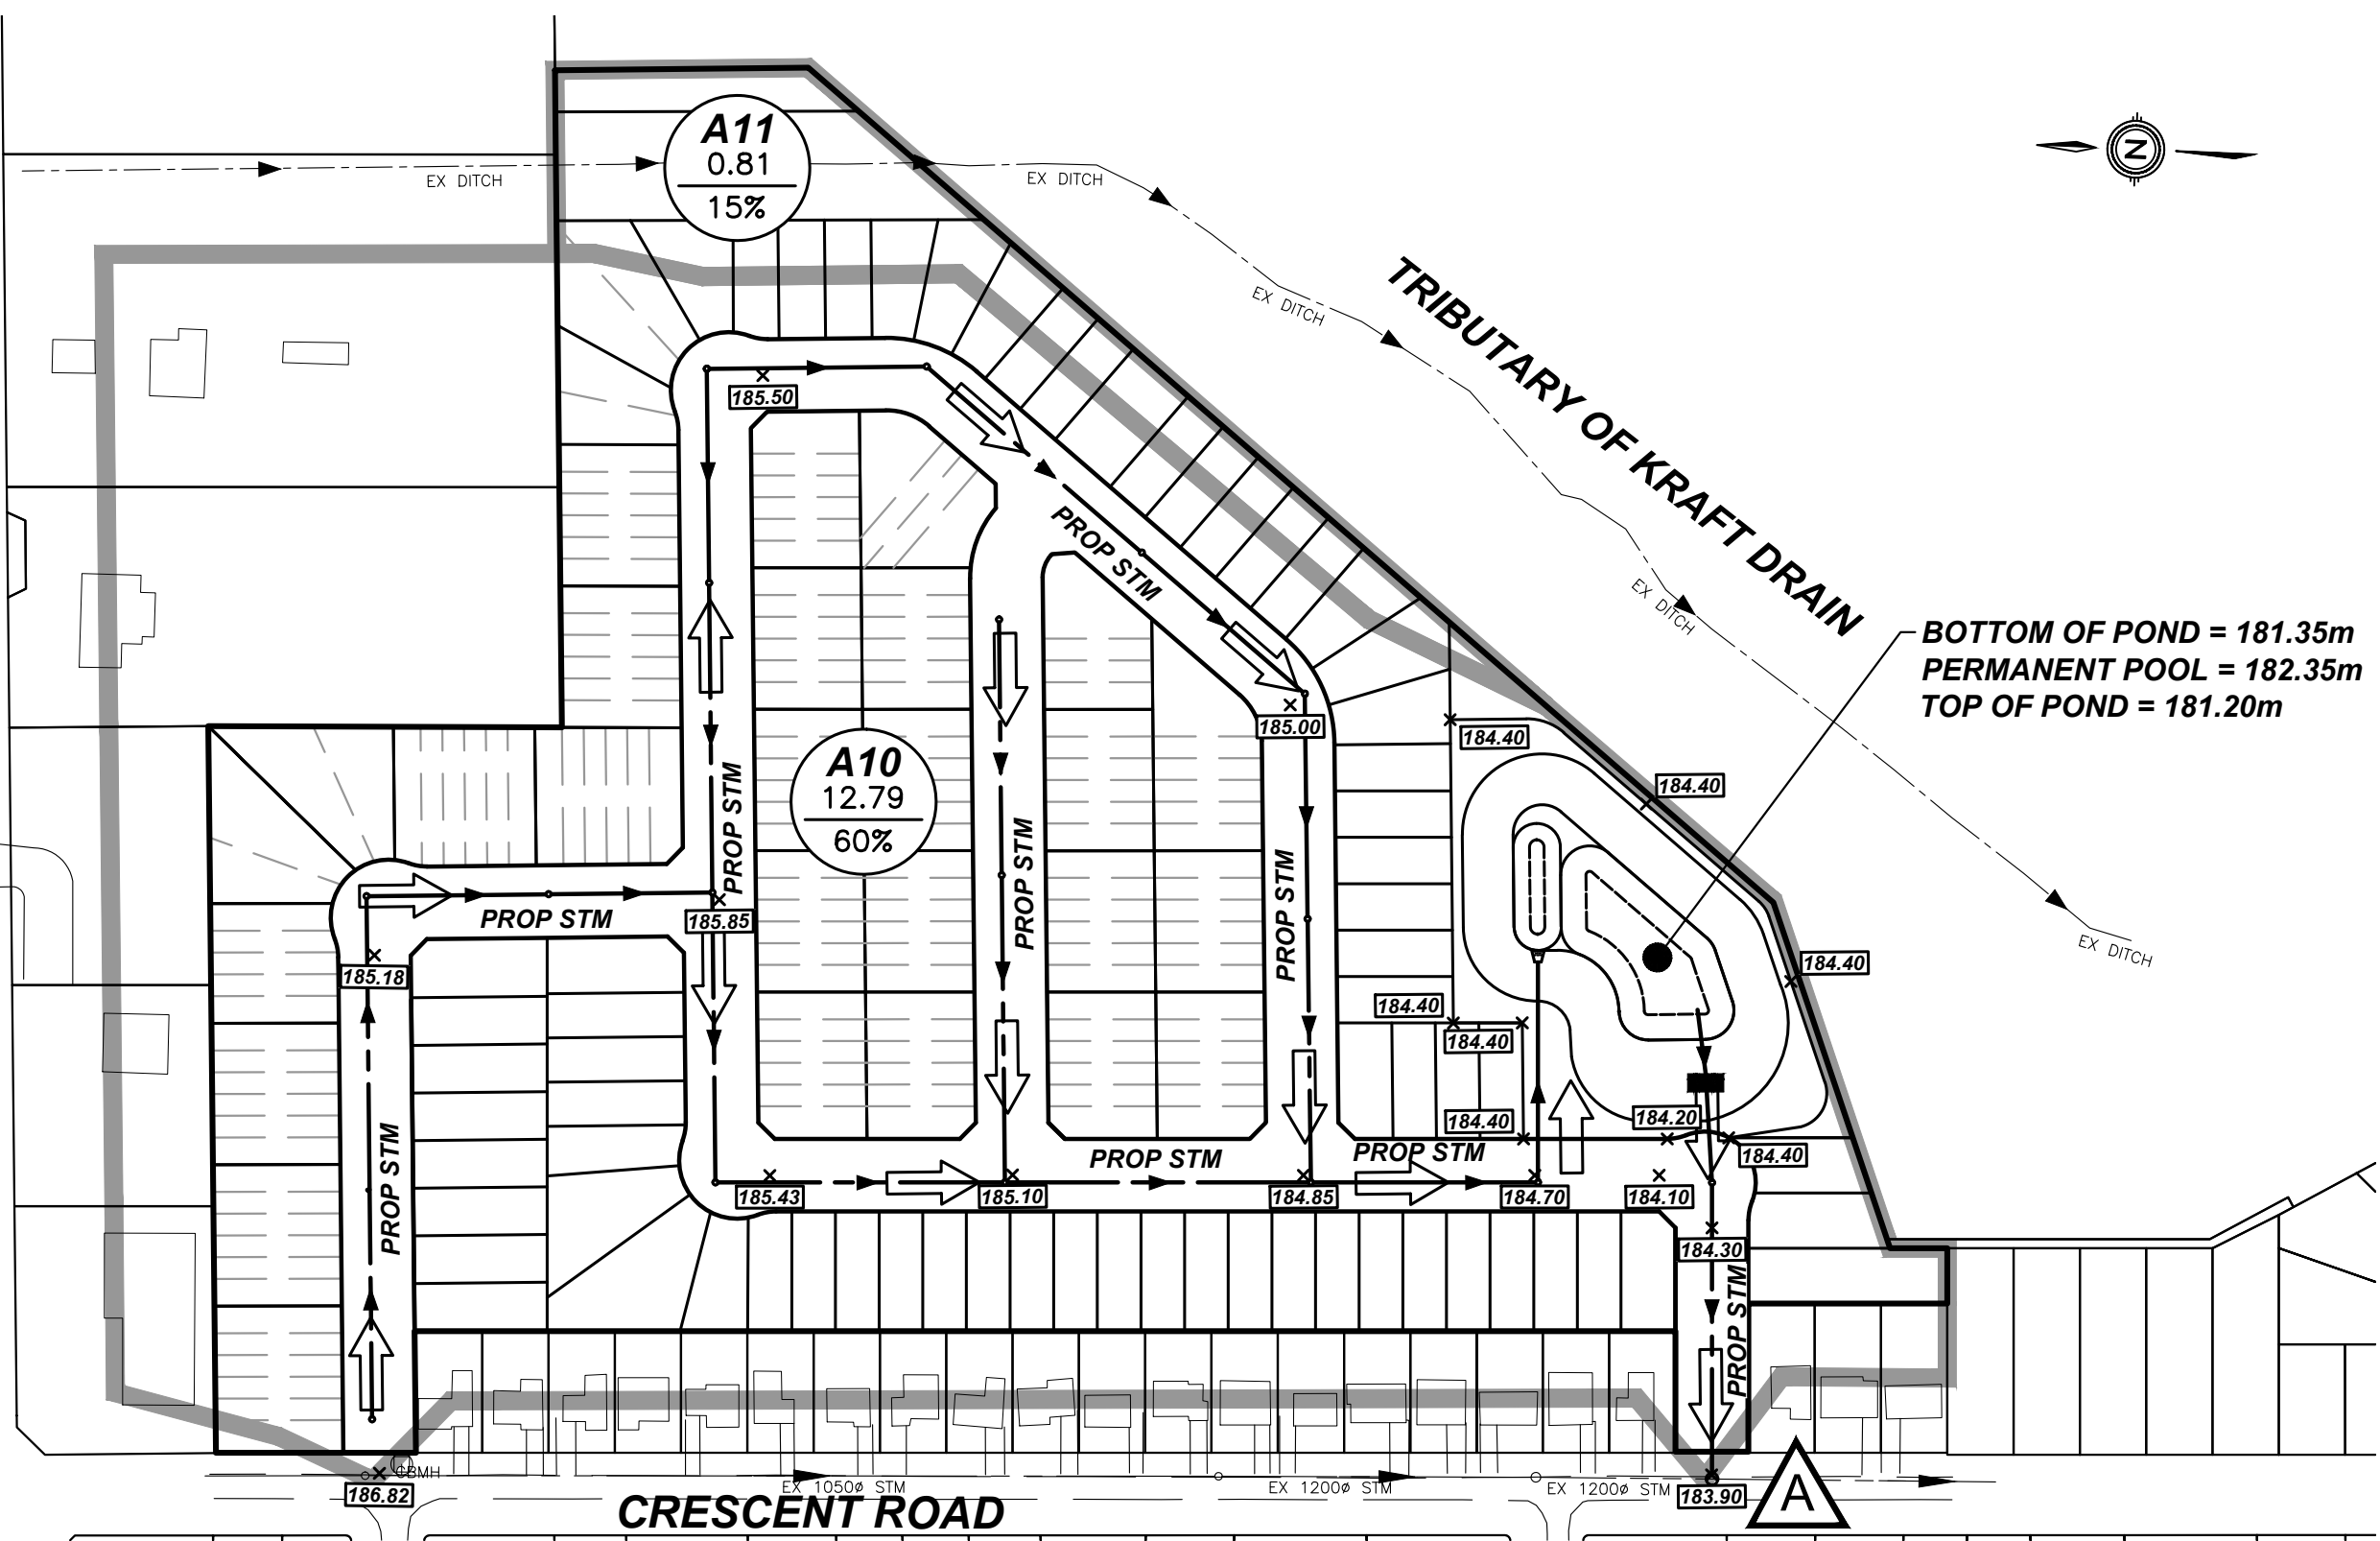 A11
0.81
15%
EX DITCH
EX DITCH
EX DITCH
EX DITCH
EX DITCH
N
TRIBUTARY OF KRAFT DRAIN
BOTTOM OF POND = 181.35m
PERMANENT POOL = 182.35m
TOP OF POND = 181.20m
185.50
PROP STM
185.00
184.40
184.40
A10
12.79
60%
PROP STM
PROP STM
PROP STM
PROP STM
185.85
185.18
184.40
184.40
184.40
184.40
184.20
184.40
PROP STM
PROP STM
PROP STM
185.43
185.10
184.85
184.70
184.10
184.30
PROP STM
CBMH
186.82
EX 1050ø STM
EX 1200ø STM
EX 1200ø STM
183.90
A
CRESCENT ROAD